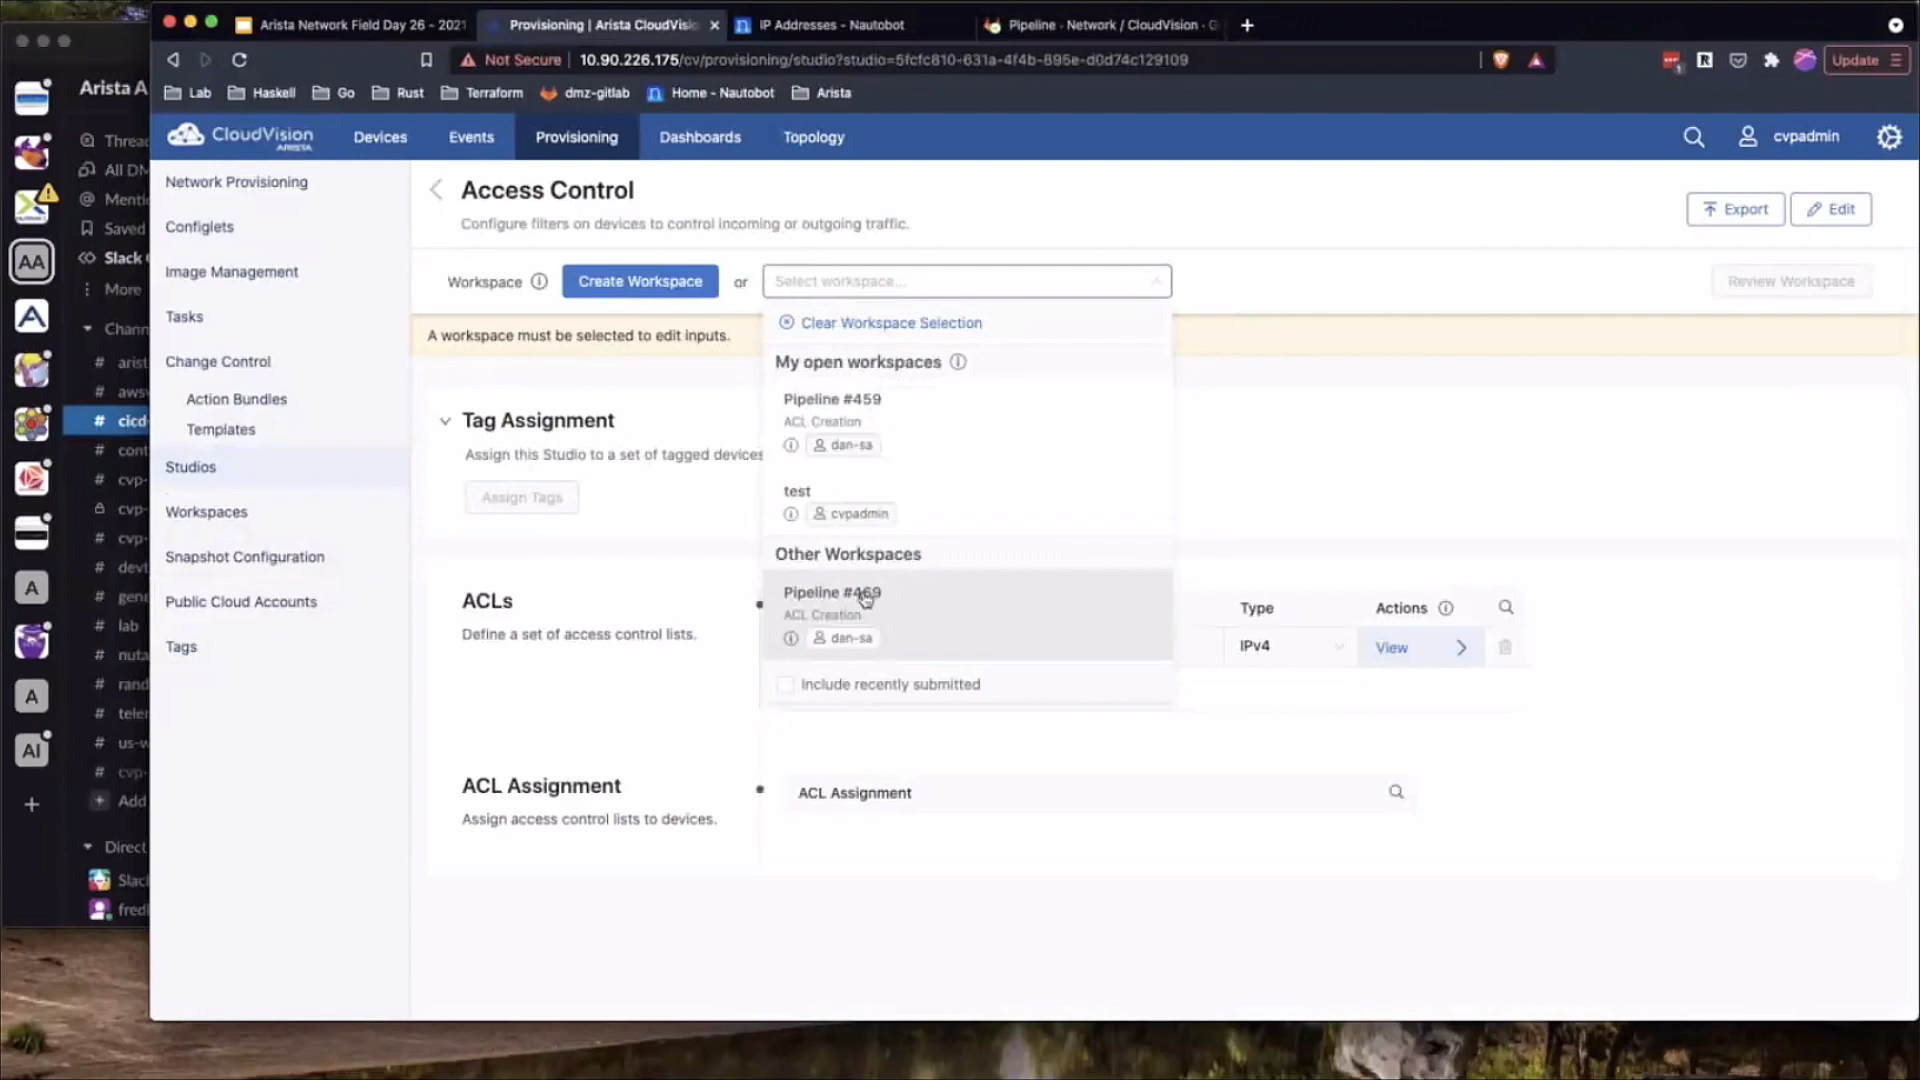 Arista Network Field Day 26 - 2021
Provisioning | Arista CloudVisi
IP Addresses - Nautobot
Pipeline - Network / CloudVision - G
Not Secure
10.90.226.175/cv/provisioning/studio?studio=5fcfc810-631a-4f4b-895e-d0d74c129109
Update
Lab
Haskell
Go
Rust
Terraform
dmz-gitlab
Home - Nautobot
Arista
CloudVision
ARISTA
Devices
Events
Provisioning
Dashboards
Topology
cvpadmin
Arista A
Threa
All DM
Menti
Saved
Slack
More
Chann
# arist
# aws
# cicd-
# cont
# cvp-
cvp-
# cvp-
# devt
# gene
# lab
# nuta
# rand
# teler
# us-w
# cvp-
Add
Direct
Slac
fred
AA
A
A
AI
Network Provisioning
Configlets
Image Management
Tasks
Change Control
Action Bundles
Templates
Studios
Workspaces
Snapshot Configuration
Public Cloud Accounts
Tags
Access Control
Configure filters on devices to control incoming or outgoing traffic.
Export
Edit
Workspace
Create Workspace
or
Select workspace...
Review Workspace
A workspace must be selected to edit inputs.
Clear Workspace Selection
My open workspaces
Pipeline #459
ACL Creation
dan-sa
test
cvpadmin
Other Workspaces
Pipeline #469
ACL Creation
dan-sa
Include recently submitted
Tag Assignment
Assign this Studio to a set of tagged devices
Assign Tags
ACLs
Define a set of access control lists.
Type
Actions
IPv4
View
ACL Assignment
Assign access control lists to devices.
ACL Assignment